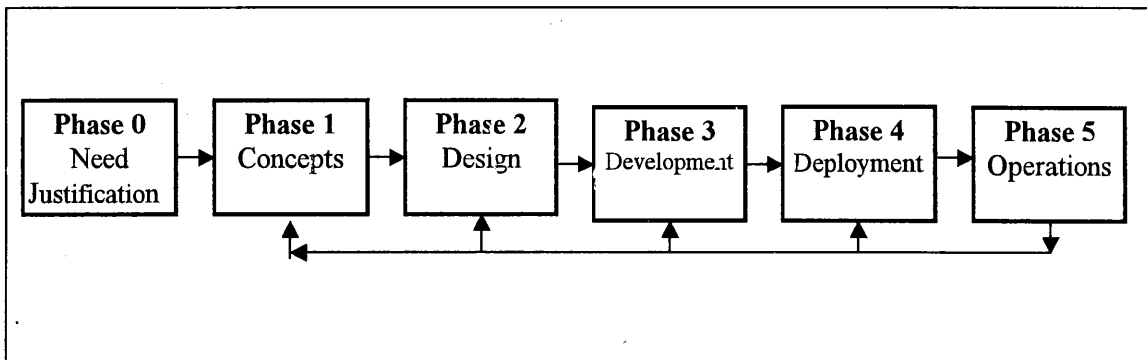 Phase 0
Need
Justification
Phase 1
Concepts
Phase 2
Design
Phase 3
Development
Phase 4
Deployment
Phase 5
Operations